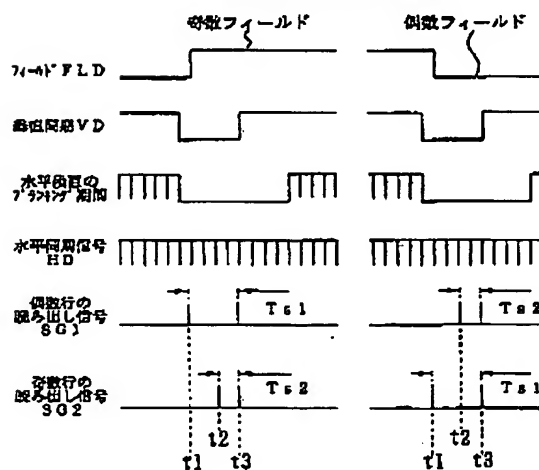 奇数フィールド
偶数フィールド
フィールドFLD
垂直同期VD
水平垂直の
ブランキング期間
水平同期信号
HD
偶数行の
読み出し信号
SG1
Ts1
Ts2
奇数行の
読み出し信号
SG2
Ts2
Ts1
t2
t2
t1
t3
t1
t3